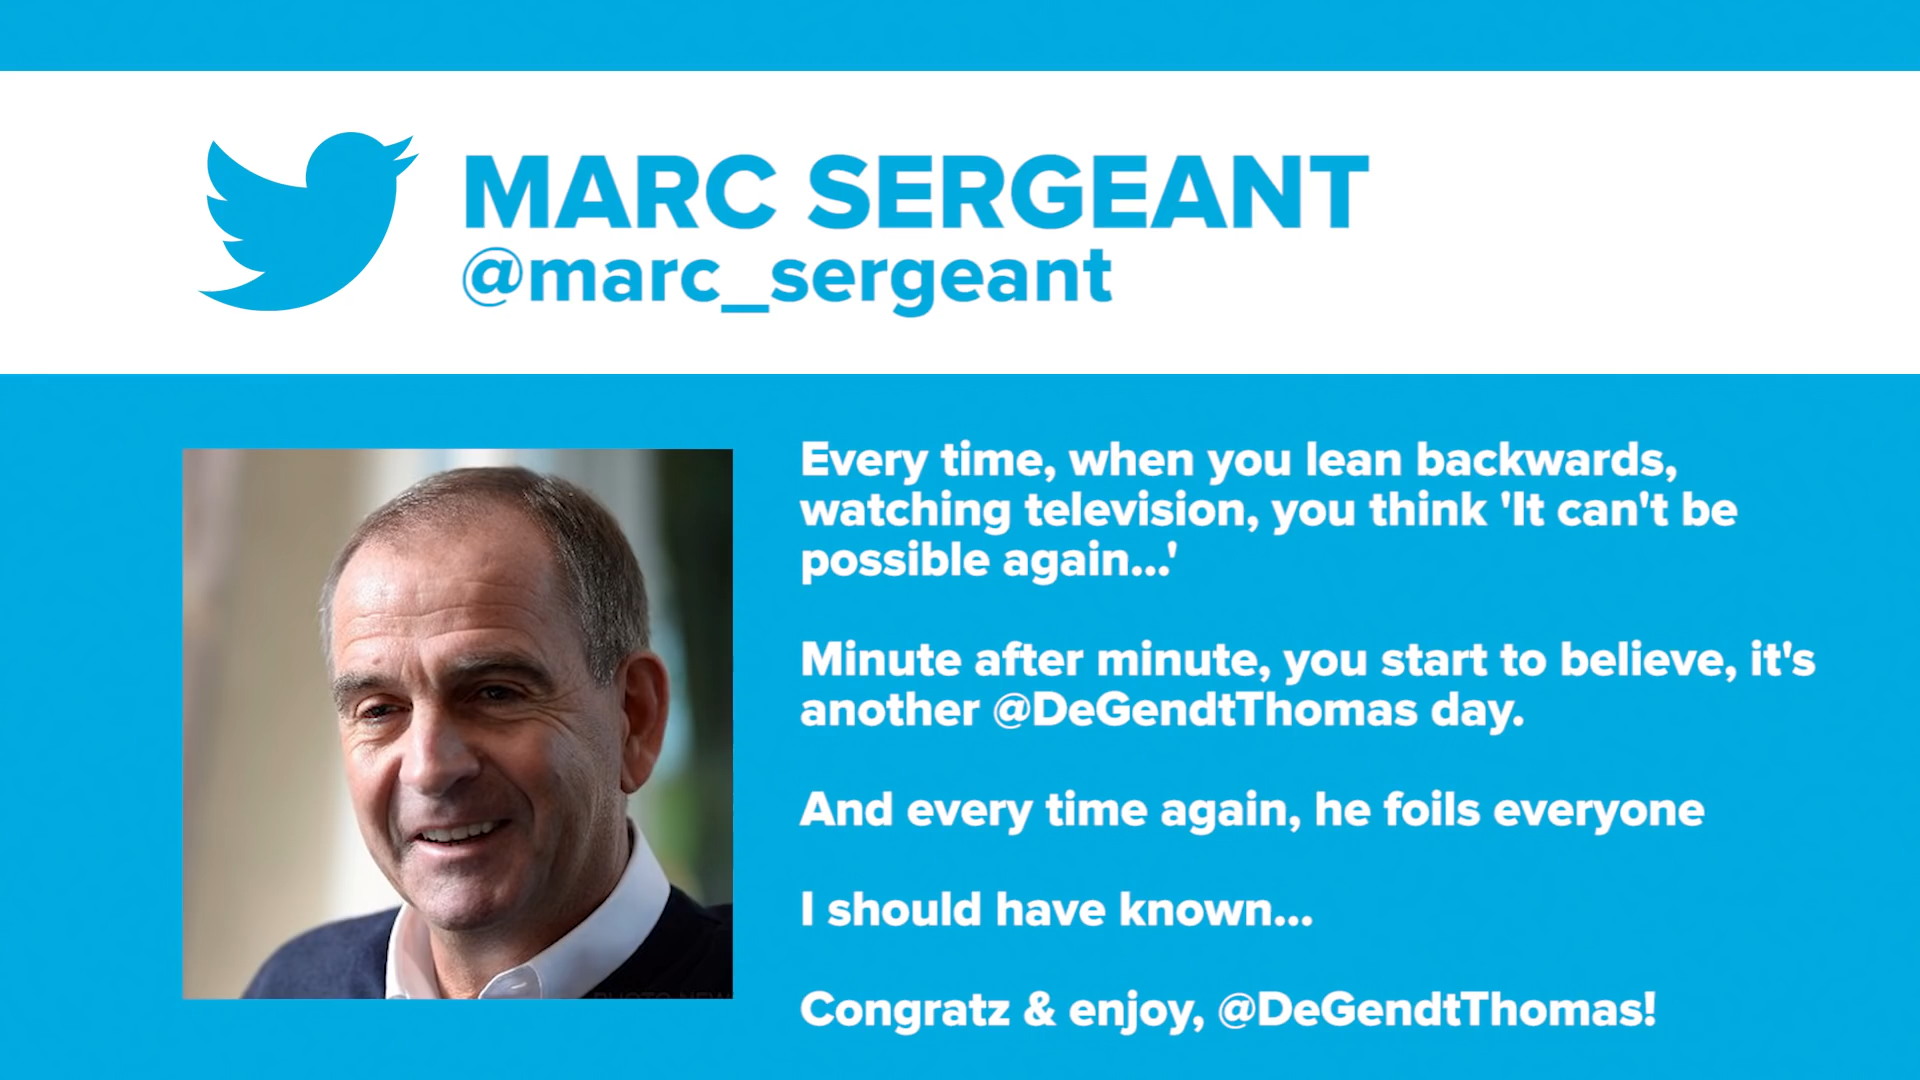 MARC SERGEANT
@marc_sergeant
Every time, when you lean backwards,
watching television, you think 'It can't be
possible again...'
Minute after minute, you start to believe, it's
another @DeGendtThomas day.
And every time again, he foils everyone
I should have known...
Congratz & enjoy, @DeGendtThomas!